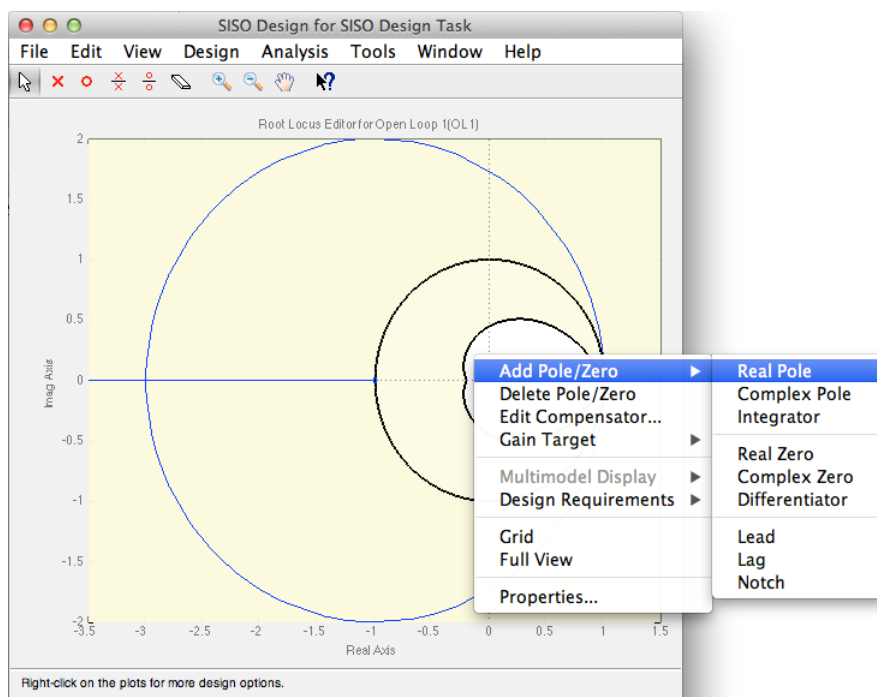 SISO Design for SISO Design Task
File Edit View Design Analysis Tools Window Help
Root Locus Editor for Open Loop 1(OL1)
2
1.5
1
0.5
0
-0.5
-1
-1.5
-2
Imag Axis
-3.5 -3 -2.5 -2 -1.5 -1 -0.5 0 0.5 1 1.5
Real Axis
Add Pole/Zero
Delete Pole/Zero
Edit Compensator...
Gain Target
Multimodel Display
Design Requirements
Grid
Full View
Properties...
Real Pole
Complex Pole
Integrator
Real Zero
Complex Zero
Differentiator
Lead
Lag
Notch
Right-click on the plots for more design options.